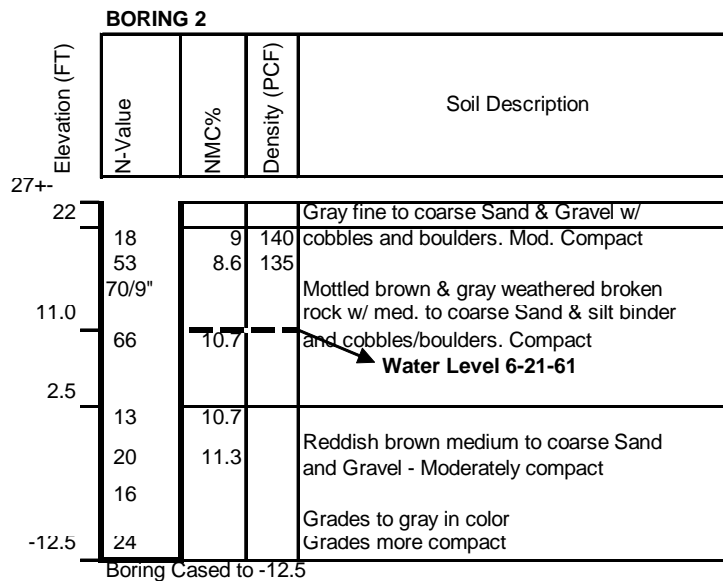 BORING 2
Elevation (FT)
N-Value
NMC%
Density (PCF)
Soil Description
27+-
22
Gray fine to coarse Sand & Gravel w/
18 9 140 cobbles and boulders. Mod. Compact
53 8.6 135
70/9" Mottled brown & gray weathered broken
11.0 rock w/ med. to coarse Sand & silt binder
66 10.7 and cobbles/boulders. Compact
Water Level 6-21-61
2.5
13 10.7
Reddish brown medium to coarse Sand
20 11.3 and Gravel - Moderately compact
16
Grades to gray in color
-12.5 24 Grades more compact
Boring Cased to -12.5